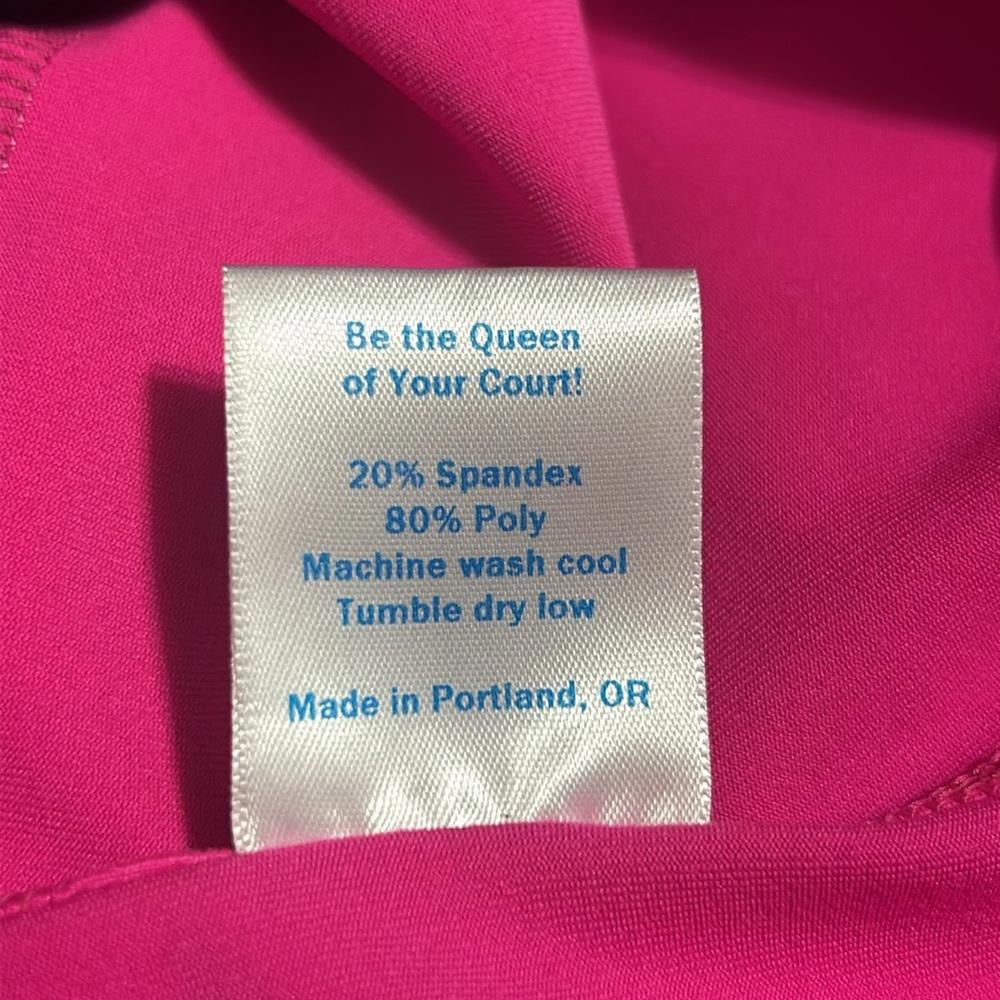 Be the Queen
of Your Court!
20% Spandex
80% Poly
Machine wash cool
Tumble dry low
Made in Portland, OR